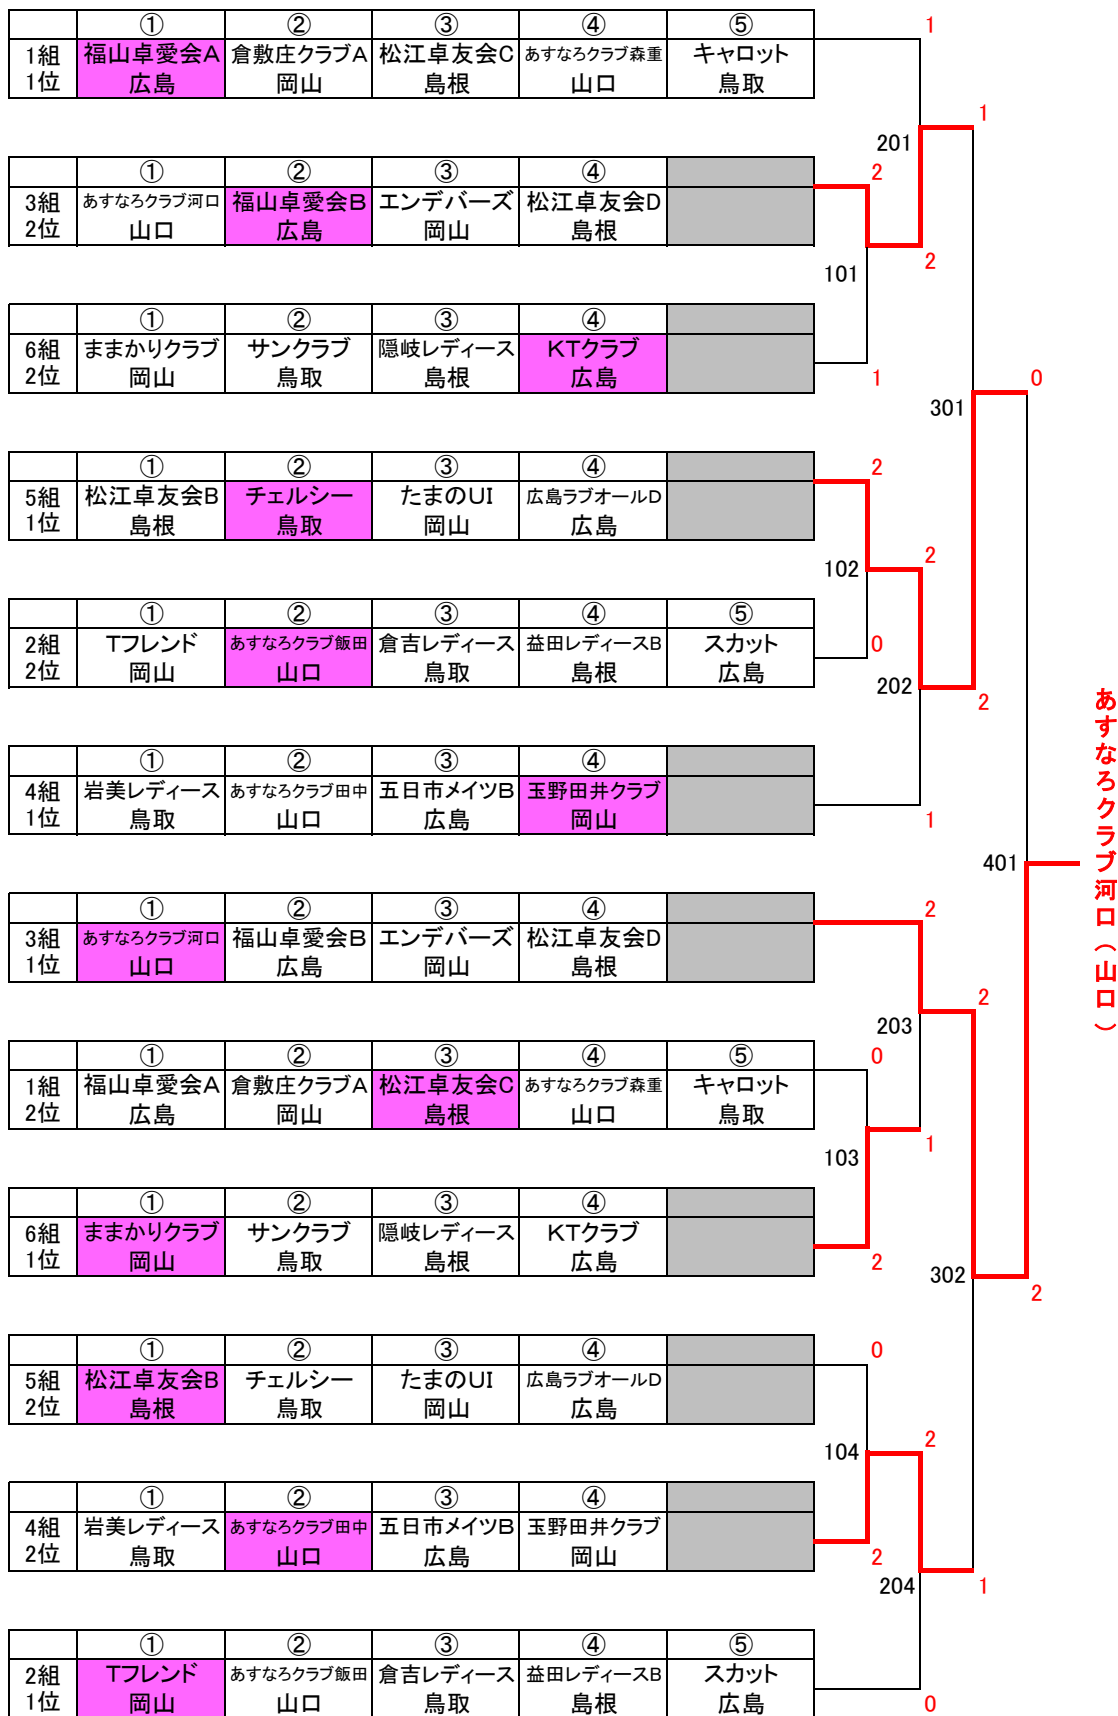 ① ② ③ ④ ⑤
1組 福山卓愛会A 倉敷庄クラブA 松江卓友会C あすなろクラブ森重 キャロット
1位 広島 岡山 島根 山口 鳥取
1
1
201
① ② ③ ④
2
3組 あすなろクラブ河口 福山卓愛会B エンデバーズ 松江卓友会D
2位 山口 広島 岡山 島根
2
101
① ② ③ ④
6組 ままかりクラブ サンクラブ 隠岐レディース KTクラブ
2位 岡山 鳥取 島根 広島
1
0
301
① ② ③ ④
2
5組 松江卓友会B チェルシー たまのUI 広島ラブオールD
1位 島根 鳥取 岡山 広島
2
102
① ② ③ ④ ⑤
2組 Tフレンド あすなろクラブ飯田 倉吉レディース 益田レディースB スカット
2位 岡山 山口 鳥取 島根 広島
0
202
2
① ② ③ ④
4組 岩美レディース あすなろクラブ田中 五日市メイツB 玉野田井クラブ
1位 鳥取 山口 広島 岡山
1
401
あすなろクラブ河口(山口)
① ② ③ ④
2
3組 あすなろクラブ河口 福山卓愛会B エンデバーズ 松江卓友会D
1位 山口 広島 岡山 島根
2
203
① ② ③ ④ ⑤
0
1組 福山卓愛会A 倉敷庄クラブA 松江卓友会C あすなろクラブ森重 キャロット
2位 広島 岡山 島根 山口 鳥取
1
103
① ② ③ ④
6組 ままかりクラブ サンクラブ 隠岐レディース KTクラブ
1位 岡山 鳥取 島根 広島
2
302
2
① ② ③ ④
0
5組 松江卓友会B チェルシー たまのUI 広島ラブオールD
2位 島根 鳥取 岡山 広島
2
104
① ② ③ ④
4組 岩美レディース あすなろクラブ田中 五日市メイツB 玉野田井クラブ
2位 鳥取 山口 広島 岡山
2
204
1
① ② ③ ④ ⑤
2組 Tフレンド あすなろクラブ飯田 倉吉レディース 益田レディースB スカット
1位 岡山 山口 鳥取 島根 広島
0